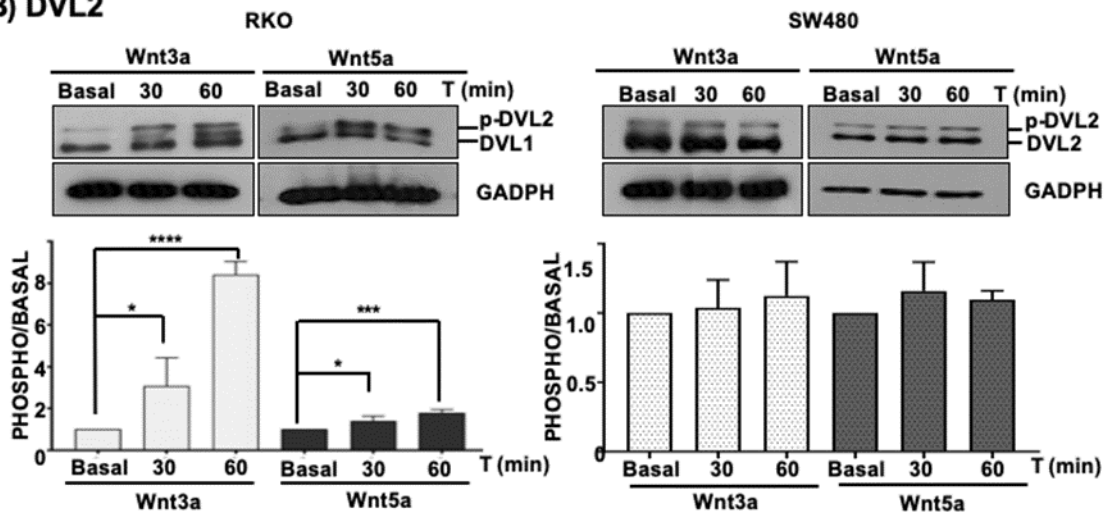 B) DVL2
RKO
SW480
Wnt3a Wnt5a
Wnt3a Wnt5a
Basal 30 60 Basal 30 60 T (min)
Basal 30 60 Basal 30 60 T (min)
p-DVL2
DVL1
GADPH
p-DVL2
DVL2
GADPH
PHOSPHO/BASAL
8
6
4
2
0
****
*
***
*
Basal 30 60 Basal 30 60 T (min)
Wnt3a Wnt5a
PHOSPHO/BASAL
1.5
1.0
0.5
0
Basal 30 60 Basal 30 60 T (min)
Wnt3a Wnt5a